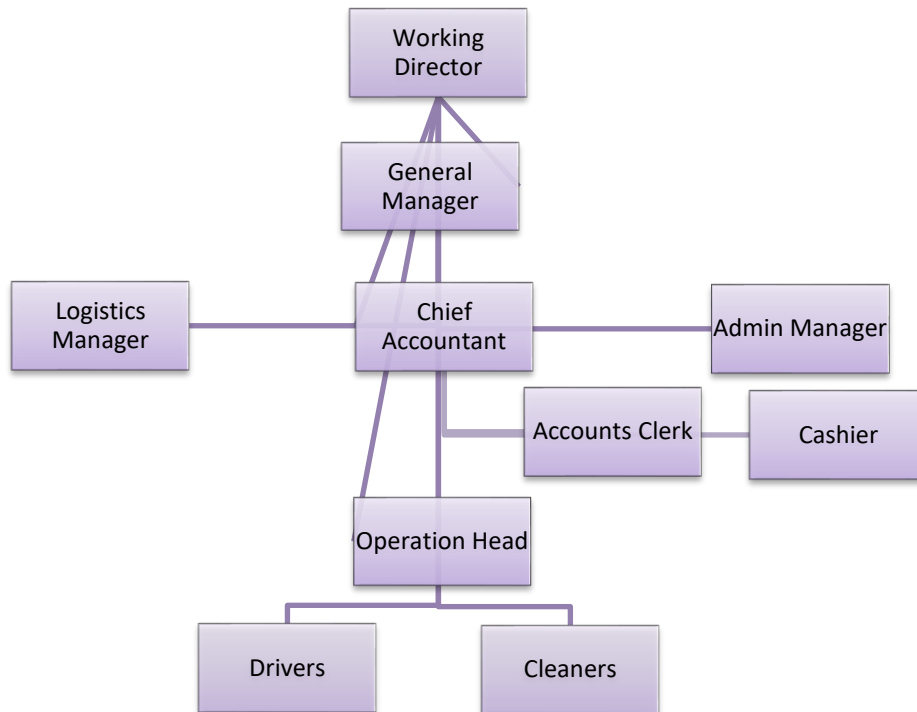 Working
Director
General
Manager
Logistics
Manager
Chief
Accountant
Admin Manager
Accounts Clerk
Cashier
Operation Head
Drivers
Cleaners